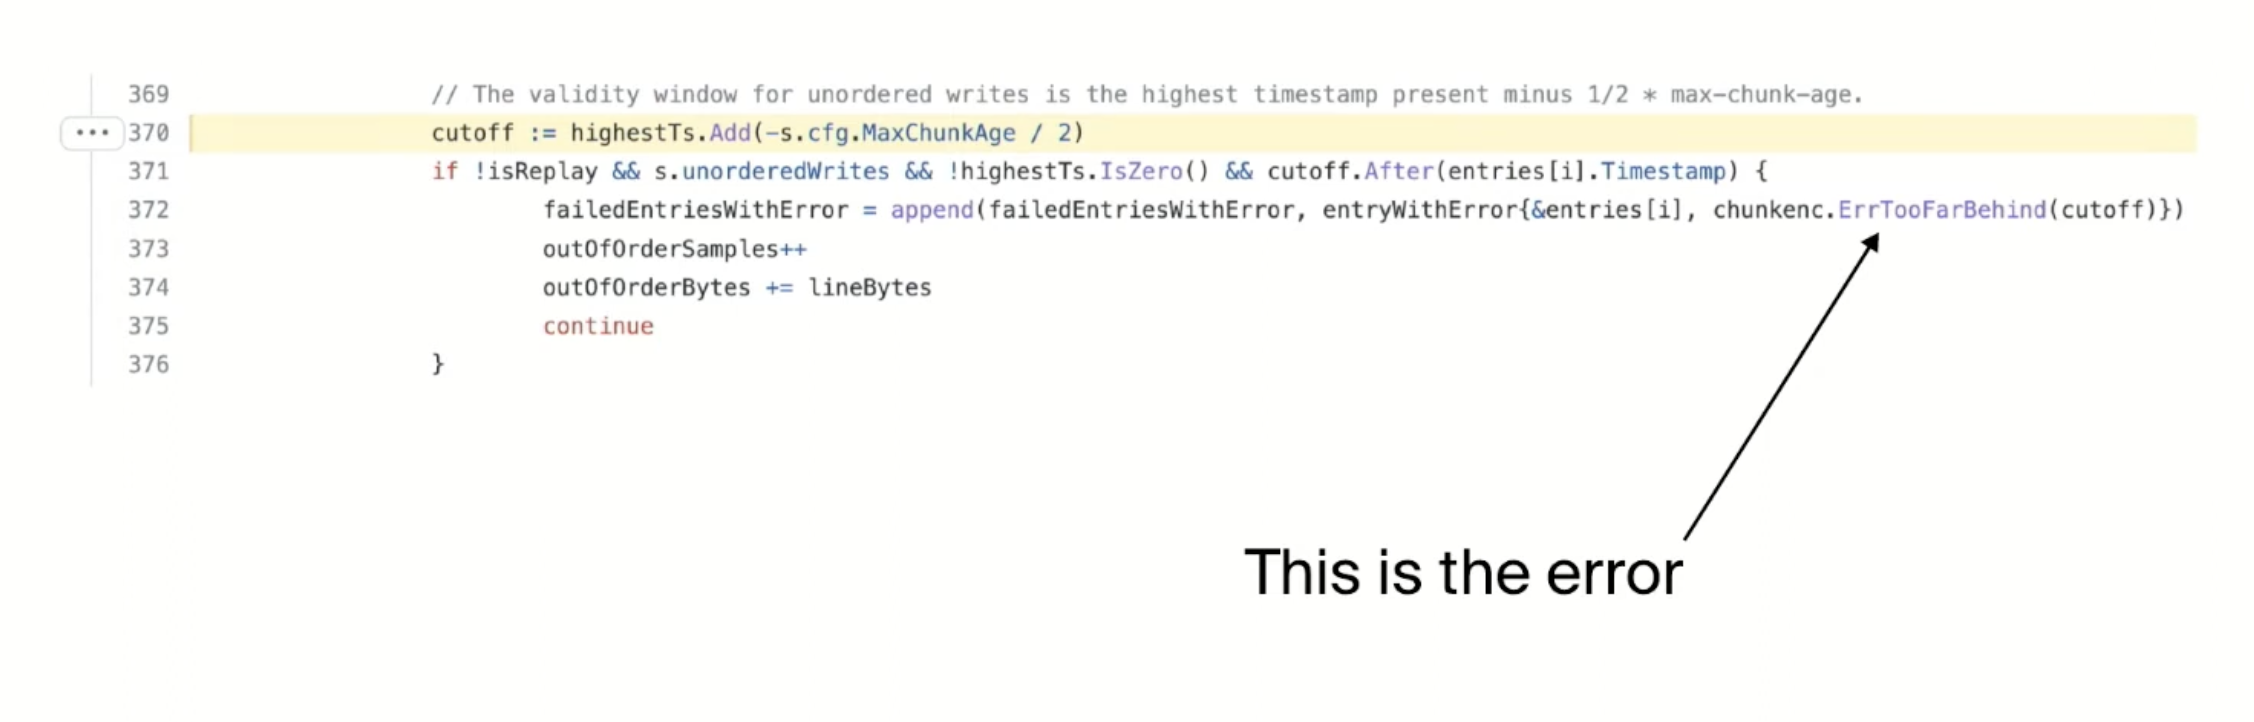 369 // The validity window for unordered writes is the highest timestamp present minus 1/2 * max-chunk-age.
••• 370 cutoff := highestTs.Add(-s.cfg.MaxChunkAge / 2)
371 if !isReplay && s.unorderedWrites && !highestTs.IsZero() && cutoff.After(entries[i].Timestamp) {
372 failedEntriesWithError = append(failedEntriesWithError, entryWithError{&entries[i], chunkenc.ErrTooFarBehind(cutoff)})
373 outOfOrderSamples++
374 outOfOrderBytes += lineBytes
375 continue
376 }
This is the error